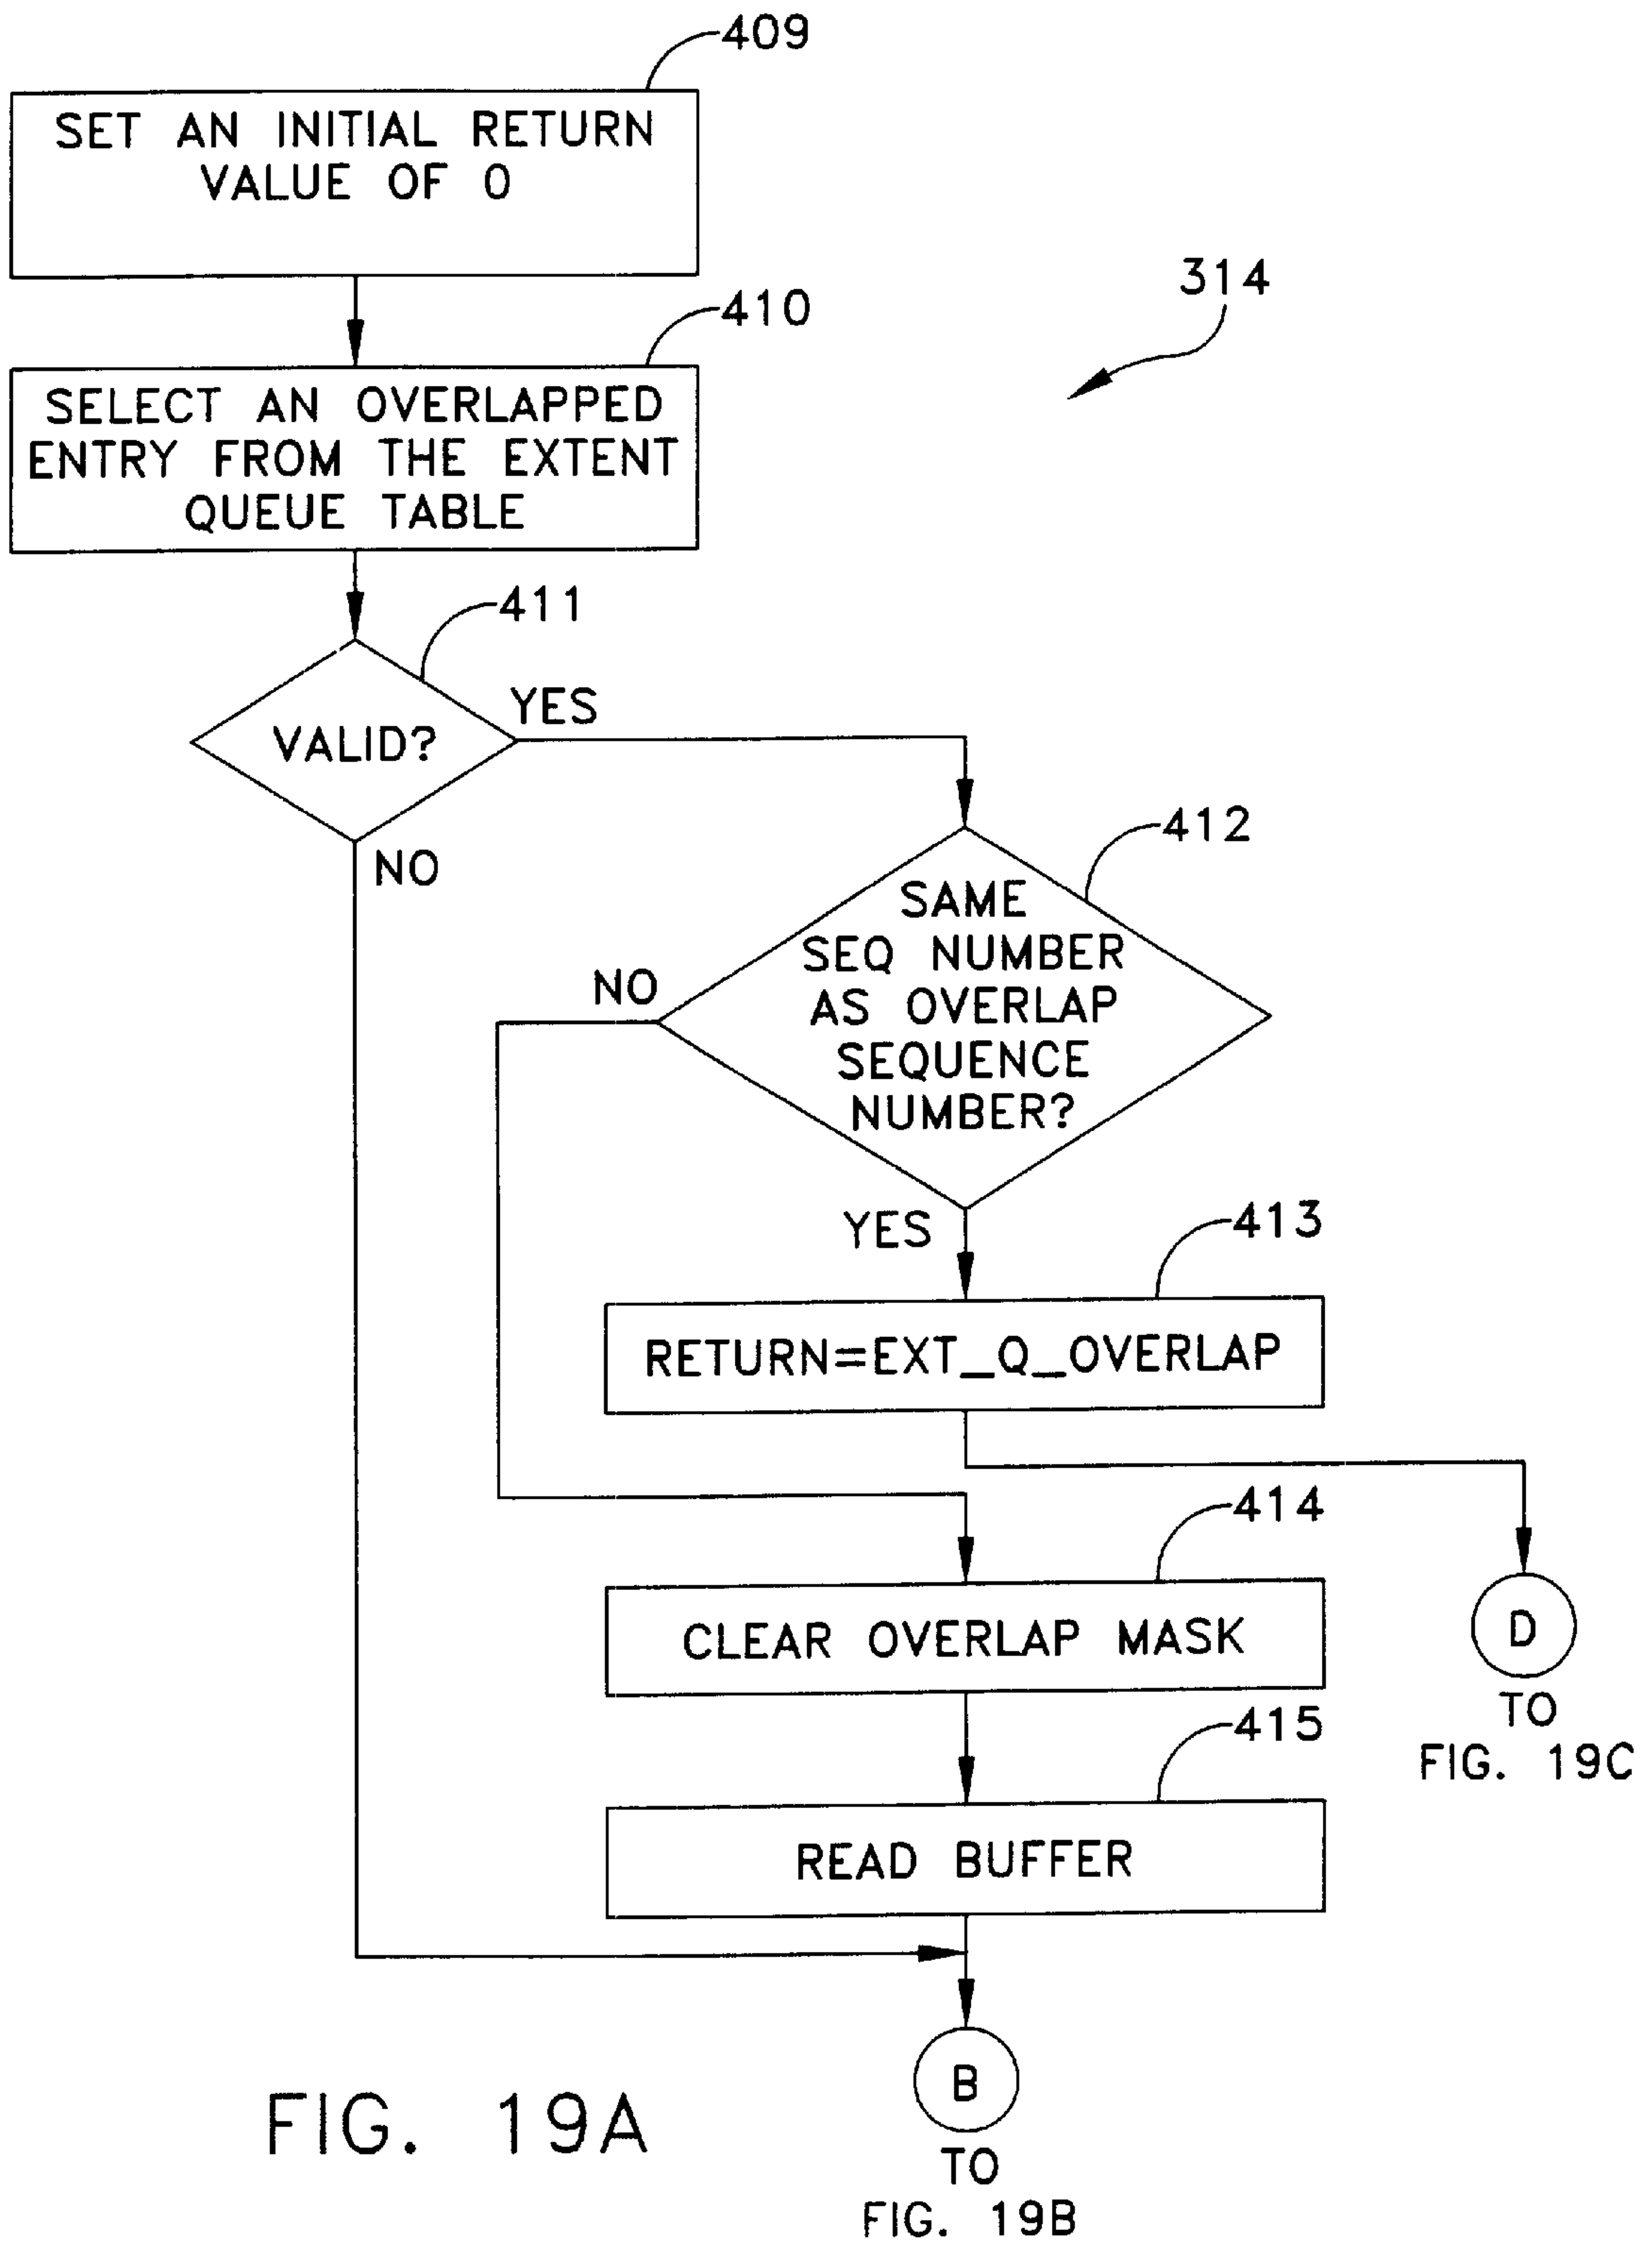 409
SET AN INITIAL RETURN
VALUE OF 0
314
410
SELECT AN OVERLAPPED
ENTRY FROM THE EXTENT
QUEUE TABLE
411
YES
VALID?
NO
412
SAME
SEQ NUMBER
AS OVERLAP
SEQUENCE
NUMBER?
NO
YES
413
RETURN=EXT_Q_OVERLAP
414
CLEAR OVERLAP MASK
D
TO
FIG. 19C
415
READ BUFFER
B
TO
FIG. 19B
FIG. 19A